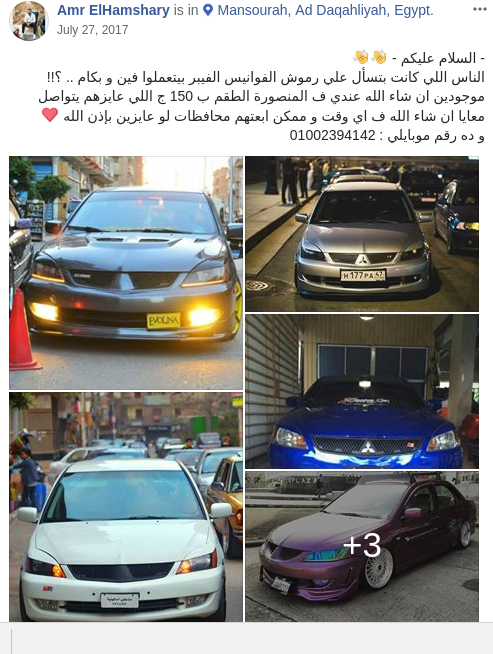 Amr ElHamshary is in Mansourah, Ad Daqahliyah, Egypt.
July 27, 2017
- السلام عليكم - 👋👋
الناس اللي كانت بتسأل علي رموش الفوانيس الفيبر بيتعملوا فين و بكام .. ؟!!
موجودين ان شاء الله عندي ف المنصورة الطقم ب 150 ج اللي عايزهم يتواصل
معايا ان شاء الله ف اي وقت و ممكن ابعتهم محافظات لو عايزين بإذن الله ❤️
و ده رقم موبايلي : 01002394142
EVOLINA
H177PA
+3